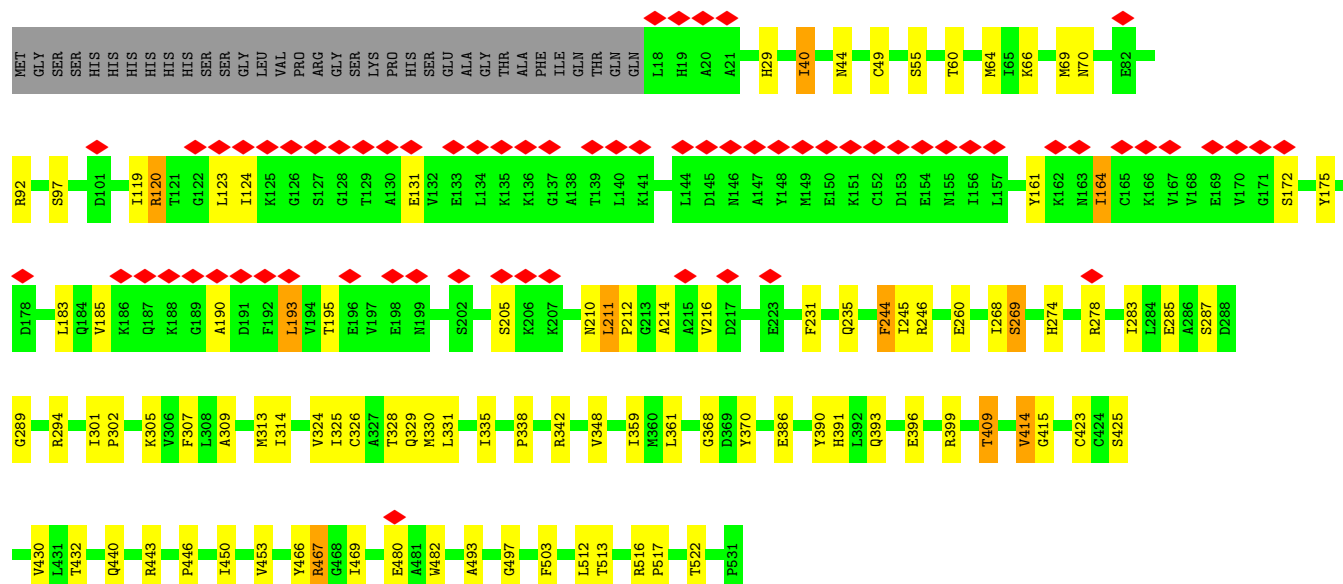 MET GLY SER SER HIS HIS HIS HIS HIS HIS SER SER GLY LEU VAL PRO ARG GLY SER LYS PRO HIS SER GLU ALA GLY THR ALA PHE ILE GLN THR GLN GLN L18 H19 A20 A21 H29 I40 N44 C49 S55 T60 M64 I65 K66 M69 N70 E82
R92 S97 D101 I119 R120 T121 G122 L123 I124 K125 G126 S127 G128 T129 A130 E131 V132 E133 L134 K135 K136 G137 A138 T139 L140 K141 L144 D145 N146 A147 Y148 M149 E150 K151 C152 D153 E154 N155 I156 L157 Y161 K162 N163 I164 C165 K166 V167 V168 E169 V170 G171 S172 Y175
D178 L183 Q184 V185 K186 Q187 K188 G189 A190 D191 F192 L193 V194 T195 E196 V197 E198 N199 S202 S205 K206 K207 N210 L211 P212 G213 A214 A215 V216 D217 E223 F231 Q235 F244 I245 R246 E260 I268 S269 H274 R278 I283 L284 E285 A286 S287 D288
G289 R294 I301 P302 K305 V306 F307 L308 A309 M313 I314 V324 I325 C326 A327 T328 Q329 M330 L331 I335 P338 R342 V348 I359 M360 L361 G368 D369 Y370 E386 Y390 H391 L392 Q393 E396 R399 T409 V414 G415 C423 C424 S425
V430 L431 T432 Q440 R443 P446 I450 V453 Y466 R467 G468 I469 E480 A481 W482 A493 G497 F503 L512 T513 R516 P517 T522 P531